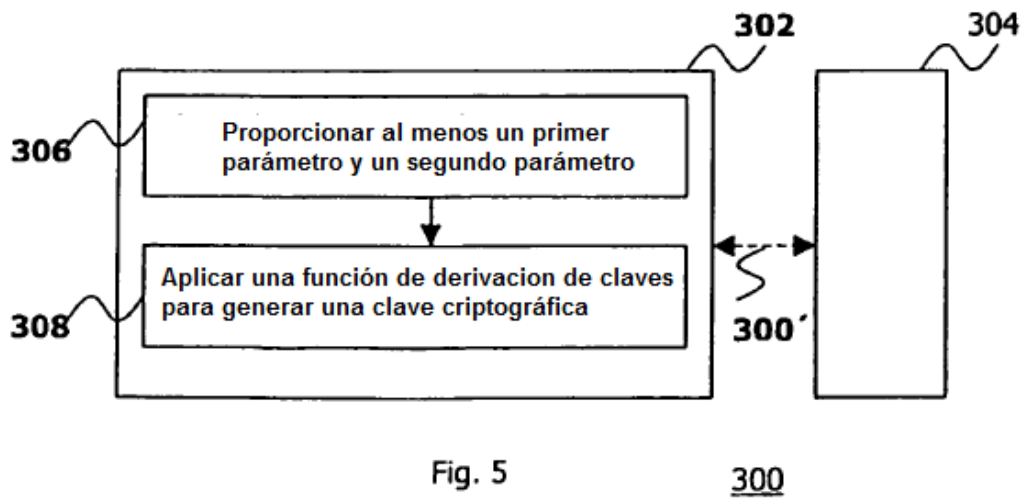 302
304
306
Proporcionar al menos un primer
parámetro y un segundo parámetro
308
Aplicar una función de derivacion de claves
para generar una clave criptográfica
300´
Fig. 5
300